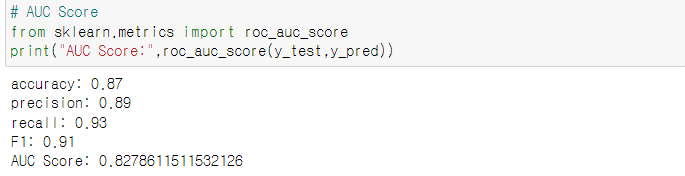 # AUC Score
from sklearn.metrics import roc_auc_score
print("AUC Score:",roc_auc_score(y_test,y_pred))
accuracy: 0.87
precision: 0.89
recall: 0.93
F1: 0.91
AUC Score: 0.8278611511532126